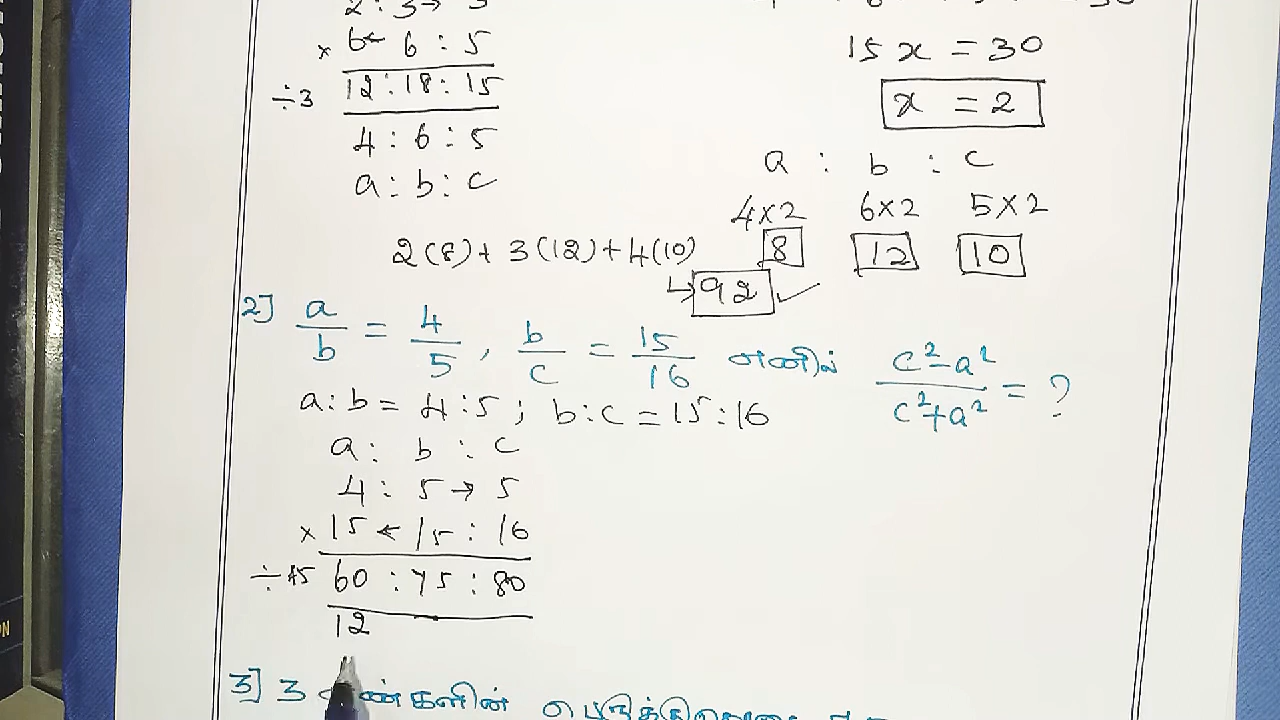 × 6 ← 6 : 5
15 x = 30
÷3 12 : 18 : 15
x = 2
4 : 6 : 5
a : b : c
a : b : c
4×2 6×2 5×2
2(8) + 3(12) + 4(10)
8 12 10
↳ 92 ✓
2] a/b = 4/5 , b/c = 15/16 எனில் c²-a²/c²+a² = ?
a : b = 4 : 5 ; b : c = 15 : 16
a : b : c
4 : 5 → 5
× 15 ← 15 : 16
÷ 5 60 : 75 : 80
12
3] 3